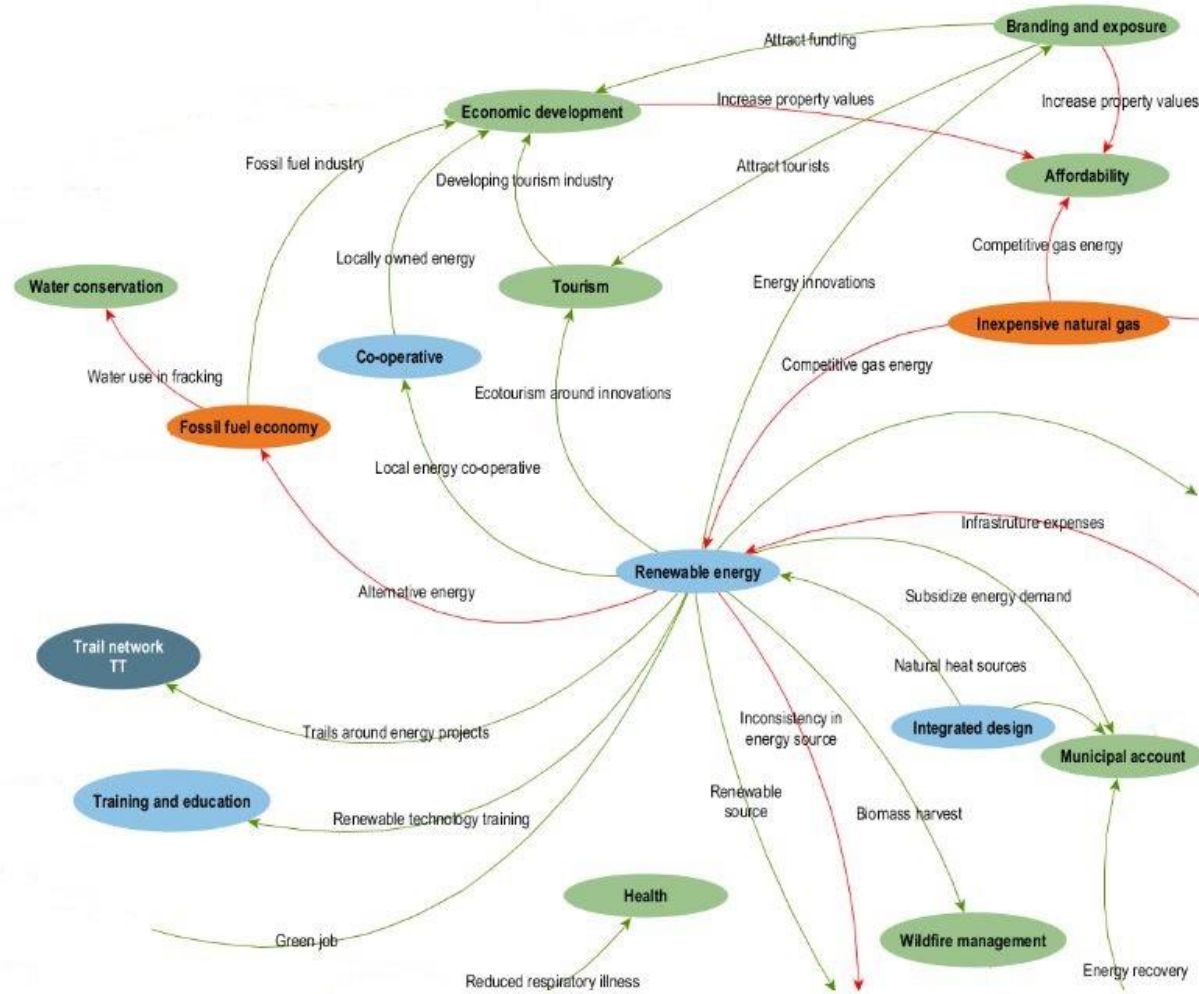 Branding and exposure
Attract funding
Increase property values
Increase property values
Economic development
Fossil fuel industry
Developing tourism industry
Attract tourists
Affordability
Competitive gas energy
Locally owned energy
Water conservation
Tourism
Energy innovations
Inexpensive natural gas
Co-operative
Competitive gas energy
Water use in fracking
Ecotourism around innovations
Fossil fuel economy
Local energy co-operative
Infrastruture expenses
Renewable energy
Alternative energy
Subsidize energy demand
Trail network
TT
Natural heat sources
Trails around energy projects
Inconsistency in
energy source
Integrated design
Municipal account
Training and education
Renewable technology training
Renewable
source
Biomass harvest
Health
Green job
Wildfire management
Reduced respiratory illness
Energy recovery